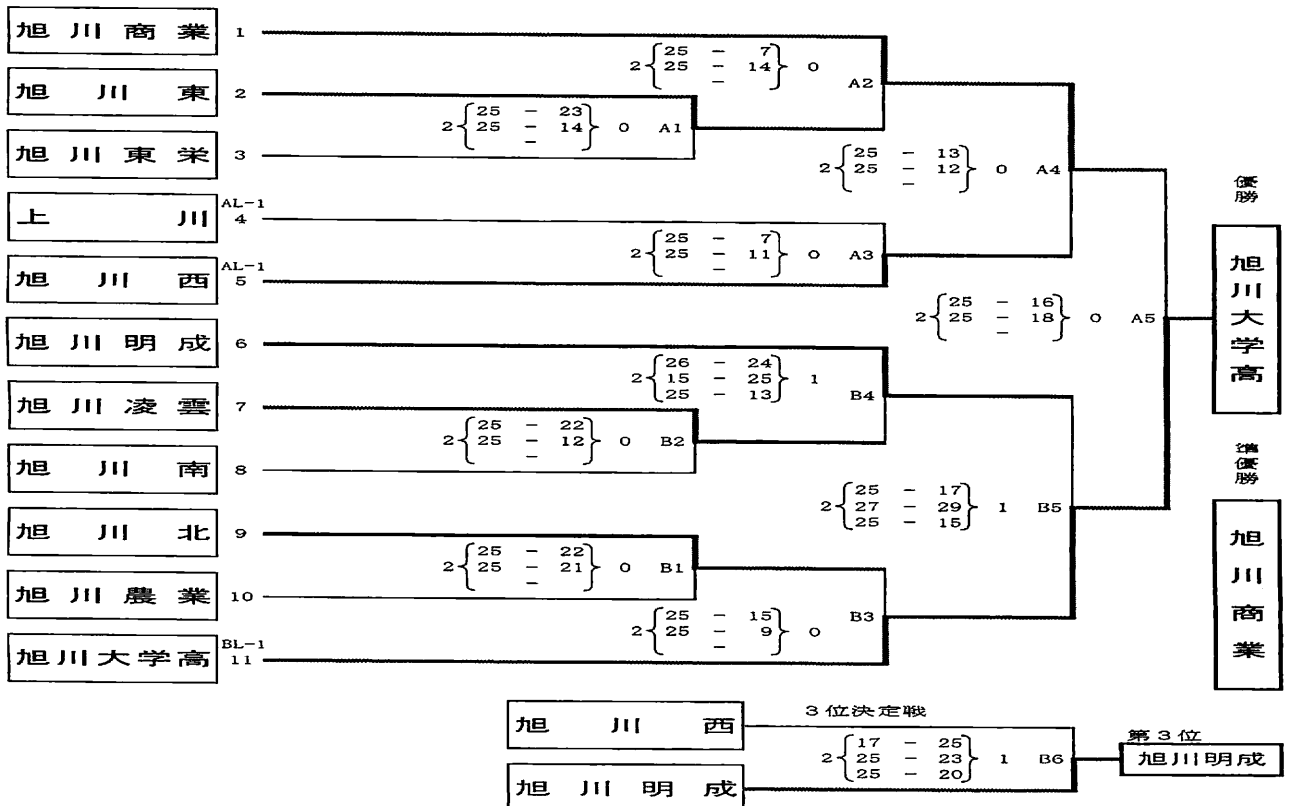 旭川商業 1
2 25 - 7 0 A2
25 - 14
-
旭川東 2
2 25 - 23 0 A1
25 - 14
-
旭川東栄 3
2 25 - 13 0 A4
25 - 12
-
上川 AL-1 4
2 25 - 7 0 A3
25 - 11
-
旭川西 AL-1 5
2 25 - 16 0 A5
25 - 18
-
旭川明成 6
2 26 - 24 1 B4
15 - 25
25 - 13
旭川凌雲 7
2 25 - 22 0 B2
25 - 12
-
旭川南 8
2 25 - 17 1 B5
27 - 29
25 - 15
旭川北 9
2 25 - 22 0 B1
25 - 21
-
旭川農業 10
2 25 - 15 0 B3
25 - 9
-
旭川大学高 BL-1 11
優勝
旭川大学高
準優勝
旭川商業
3位決定戦
旭川西
2 17 - 25 1 B6
25 - 23
25 - 20
旭川明成
第3位
旭川明成